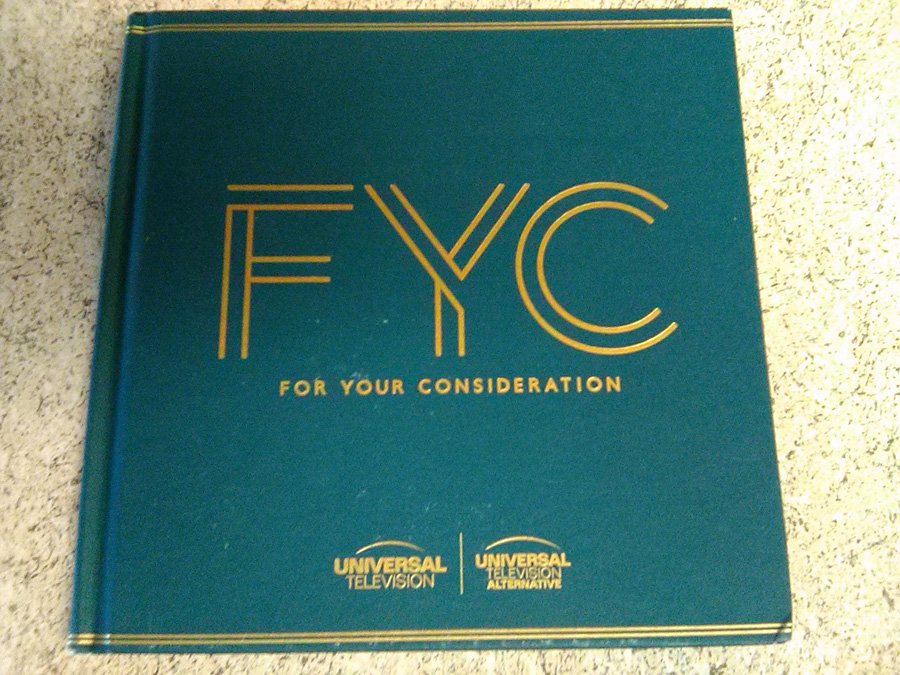 FYC
FOR YOUR CONSIDERATION
UNIVERSAL
TELEVISION
UNIVERSAL
TELEVISION
ALTERNATIVE